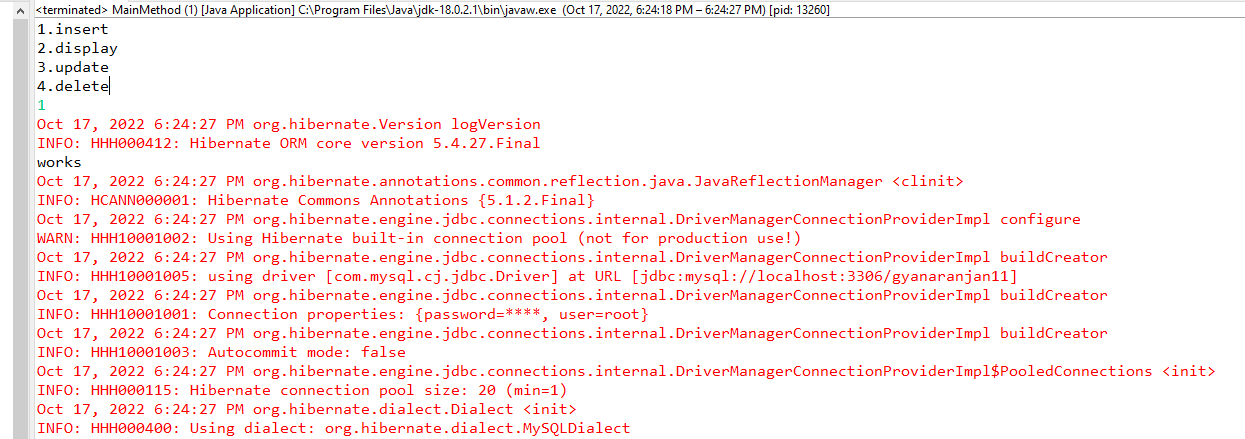 <terminated> MainMethod (1) [Java Application] C:\Program Files\Java\jdk-18.0.2.1\bin\javaw.exe (Oct 17, 2022, 6:24:18 PM – 6:24:27 PM) [pid: 13260]
1.insert
2.display
3.update
4.delete
1
Oct 17, 2022 6:24:27 PM org.hibernate.Version logVersion
INFO: HHH000412: Hibernate ORM core version 5.4.27.Final
works
Oct 17, 2022 6:24:27 PM org.hibernate.annotations.common.reflection.java.JavaReflectionManager <clinit>
INFO: HCANN000001: Hibernate Commons Annotations {5.1.2.Final}
Oct 17, 2022 6:24:27 PM org.hibernate.engine.jdbc.connections.internal.DriverManagerConnectionProviderImpl configure
WARN: HHH10001002: Using Hibernate built-in connection pool (not for production use!)
Oct 17, 2022 6:24:27 PM org.hibernate.engine.jdbc.connections.internal.DriverManagerConnectionProviderImpl buildCreator
INFO: HHH10001005: using driver [com.mysql.cj.jdbc.Driver] at URL [jdbc:mysql://localhost:3306/gyanaranjan11]
Oct 17, 2022 6:24:27 PM org.hibernate.engine.jdbc.connections.internal.DriverManagerConnectionProviderImpl buildCreator
INFO: HHH10001001: Connection properties: {password=****, user=root}
Oct 17, 2022 6:24:27 PM org.hibernate.engine.jdbc.connections.internal.DriverManagerConnectionProviderImpl buildCreator
INFO: HHH10001003: Autocommit mode: false
Oct 17, 2022 6:24:27 PM org.hibernate.engine.jdbc.connections.internal.DriverManagerConnectionProviderImpl$PooledConnections <init>
INFO: HHH000115: Hibernate connection pool size: 20 (min=1)
Oct 17, 2022 6:24:27 PM org.hibernate.dialect.Dialect <init>
INFO: HHH000400: Using dialect: org.hibernate.dialect.MySQLDialect